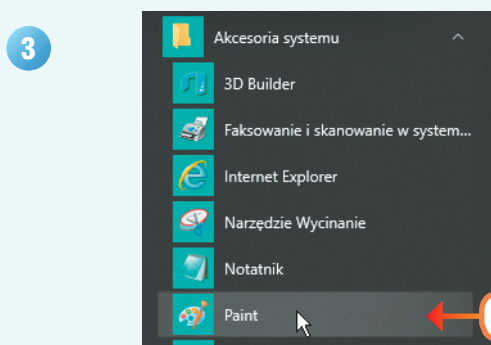 3
Akcesoria systemu
3D Builder
Faksowanie i skanowanie w system...
Internet Explorer
Narzędzie Wycinanie
Notatnik
Paint